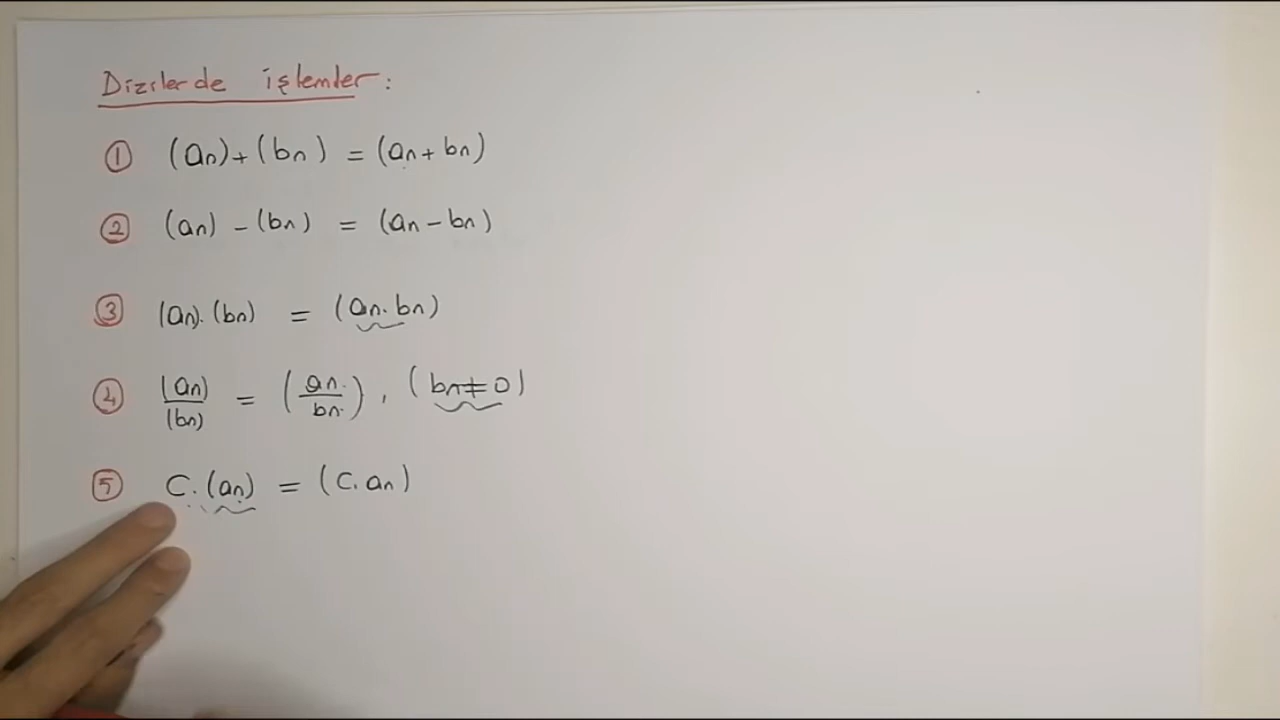 Dizilerde işlemler:
① (an)+(bn) = (an+bn)
② (an) - (bn) = (an - bn)
③ (an).(bn) = (an.bn)
④ (an)/(bn) = (an/bn), (bn≠0)
⑤ C.(an) = (C.an)